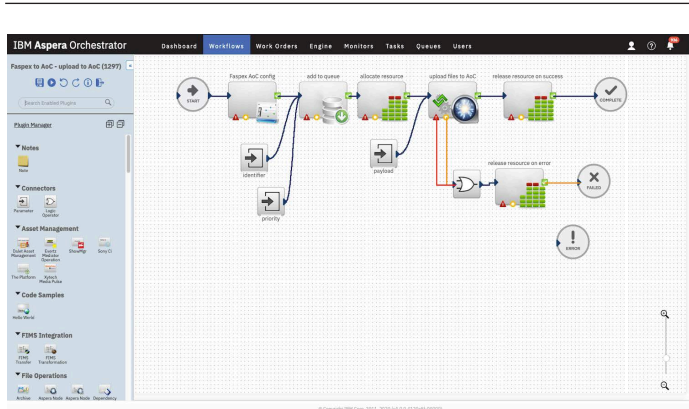 IBM Aspera Orchestrator
Dashboard Workflows Work Orders Engine Monitors Tasks Queues Users
Faspex to AoC - upload to AoC (1297)
Search Enabled Plugins
Plugin Manager
Notes
Note
Connectors
Parameter
Logic Operator
Asset Management
Dalet Asset Management
Eventz Mediator Operation
ShowMgr
Sony Ci
The Platform
Xytech Media Pulse
Code Samples
Hello World
FIMS Integration
FIMS Transfer
FIMS Transformation
File Operations
Archive Aspera Node Aspera Node Dependency
START
Faspex AoC config
add to queue
allocate resource
upload files to AoC
release resource on success
COMPLETE
identifier
priority
payload
release resource on error
FAILED
ERROR